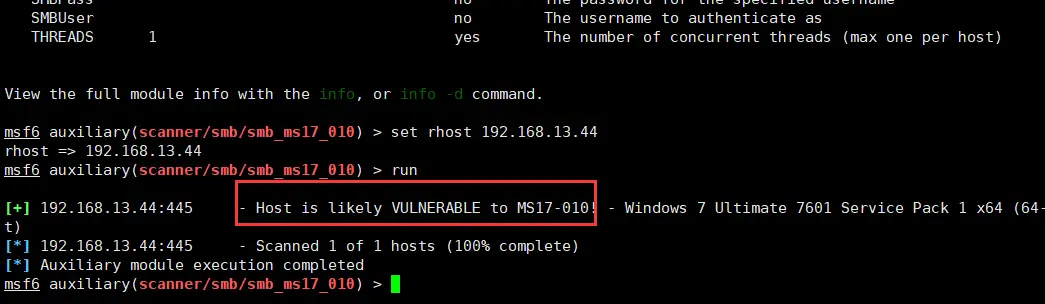 SMBPass no The password for the specified username
SMBUser no The username to authenticate as
THREADS 1 yes The number of concurrent threads (max one per host)
View the full module info with the info, or info -d command.
msf6 auxiliary(scanner/smb/smb_ms17_010) > set rhost 192.168.13.44
rhost => 192.168.13.44
msf6 auxiliary(scanner/smb/smb_ms17_010) > run
[+] 192.168.13.44:445 - Host is likely VULNERABLE to MS17-010! - Windows 7 Ultimate 7601 Service Pack 1 x64 (64-
t)
[*] 192.168.13.44:445 - Scanned 1 of 1 hosts (100% complete)
[*] Auxiliary module execution completed
msf6 auxiliary(scanner/smb/smb_ms17_010) >